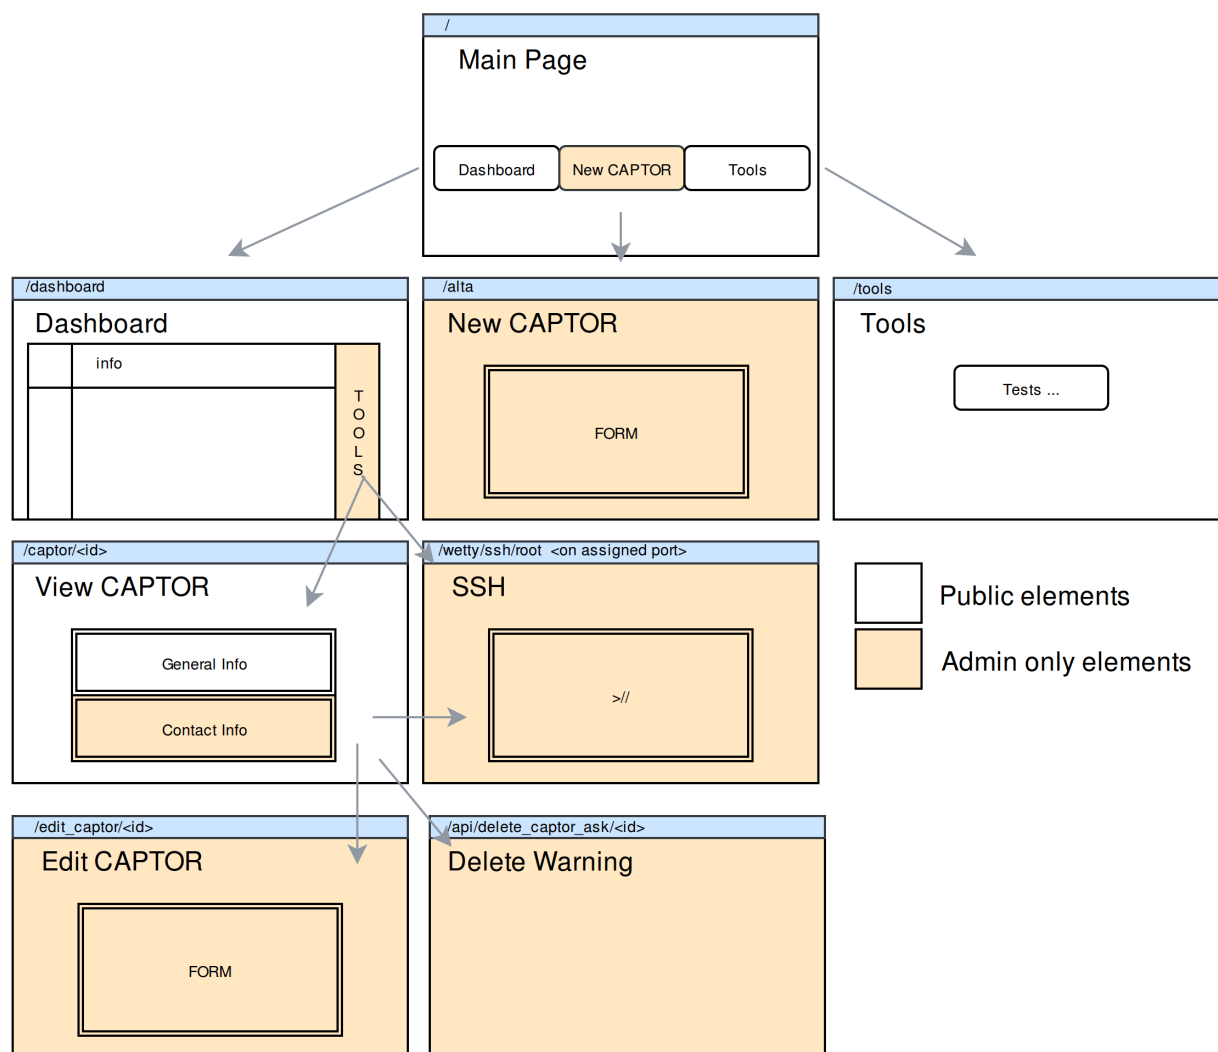 /
Main Page
Dashboard
New CAPTOR
Tools
/dashboard
Dashboard
info
T
O
O
L
S
/alta
New CAPTOR
FORM
/tools
Tools
Tests ...
/captor/<id>
View CAPTOR
General Info
Contact Info
/wetty/ssh/root  <on assigned port>
SSH
>//
Public elements
Admin only elements
/edit_captor/<id>
Edit CAPTOR
FORM
/api/delete_captor_ask/<id>
Delete Warning